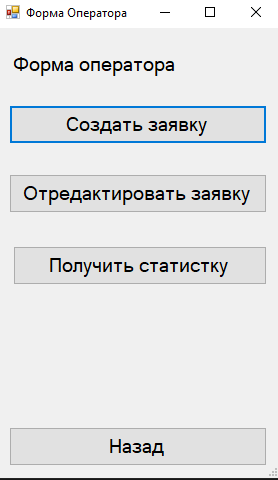 Форма Оператора
Форма оператора
Создать заявку
Отредактировать заявку
Получить статистку
Назад